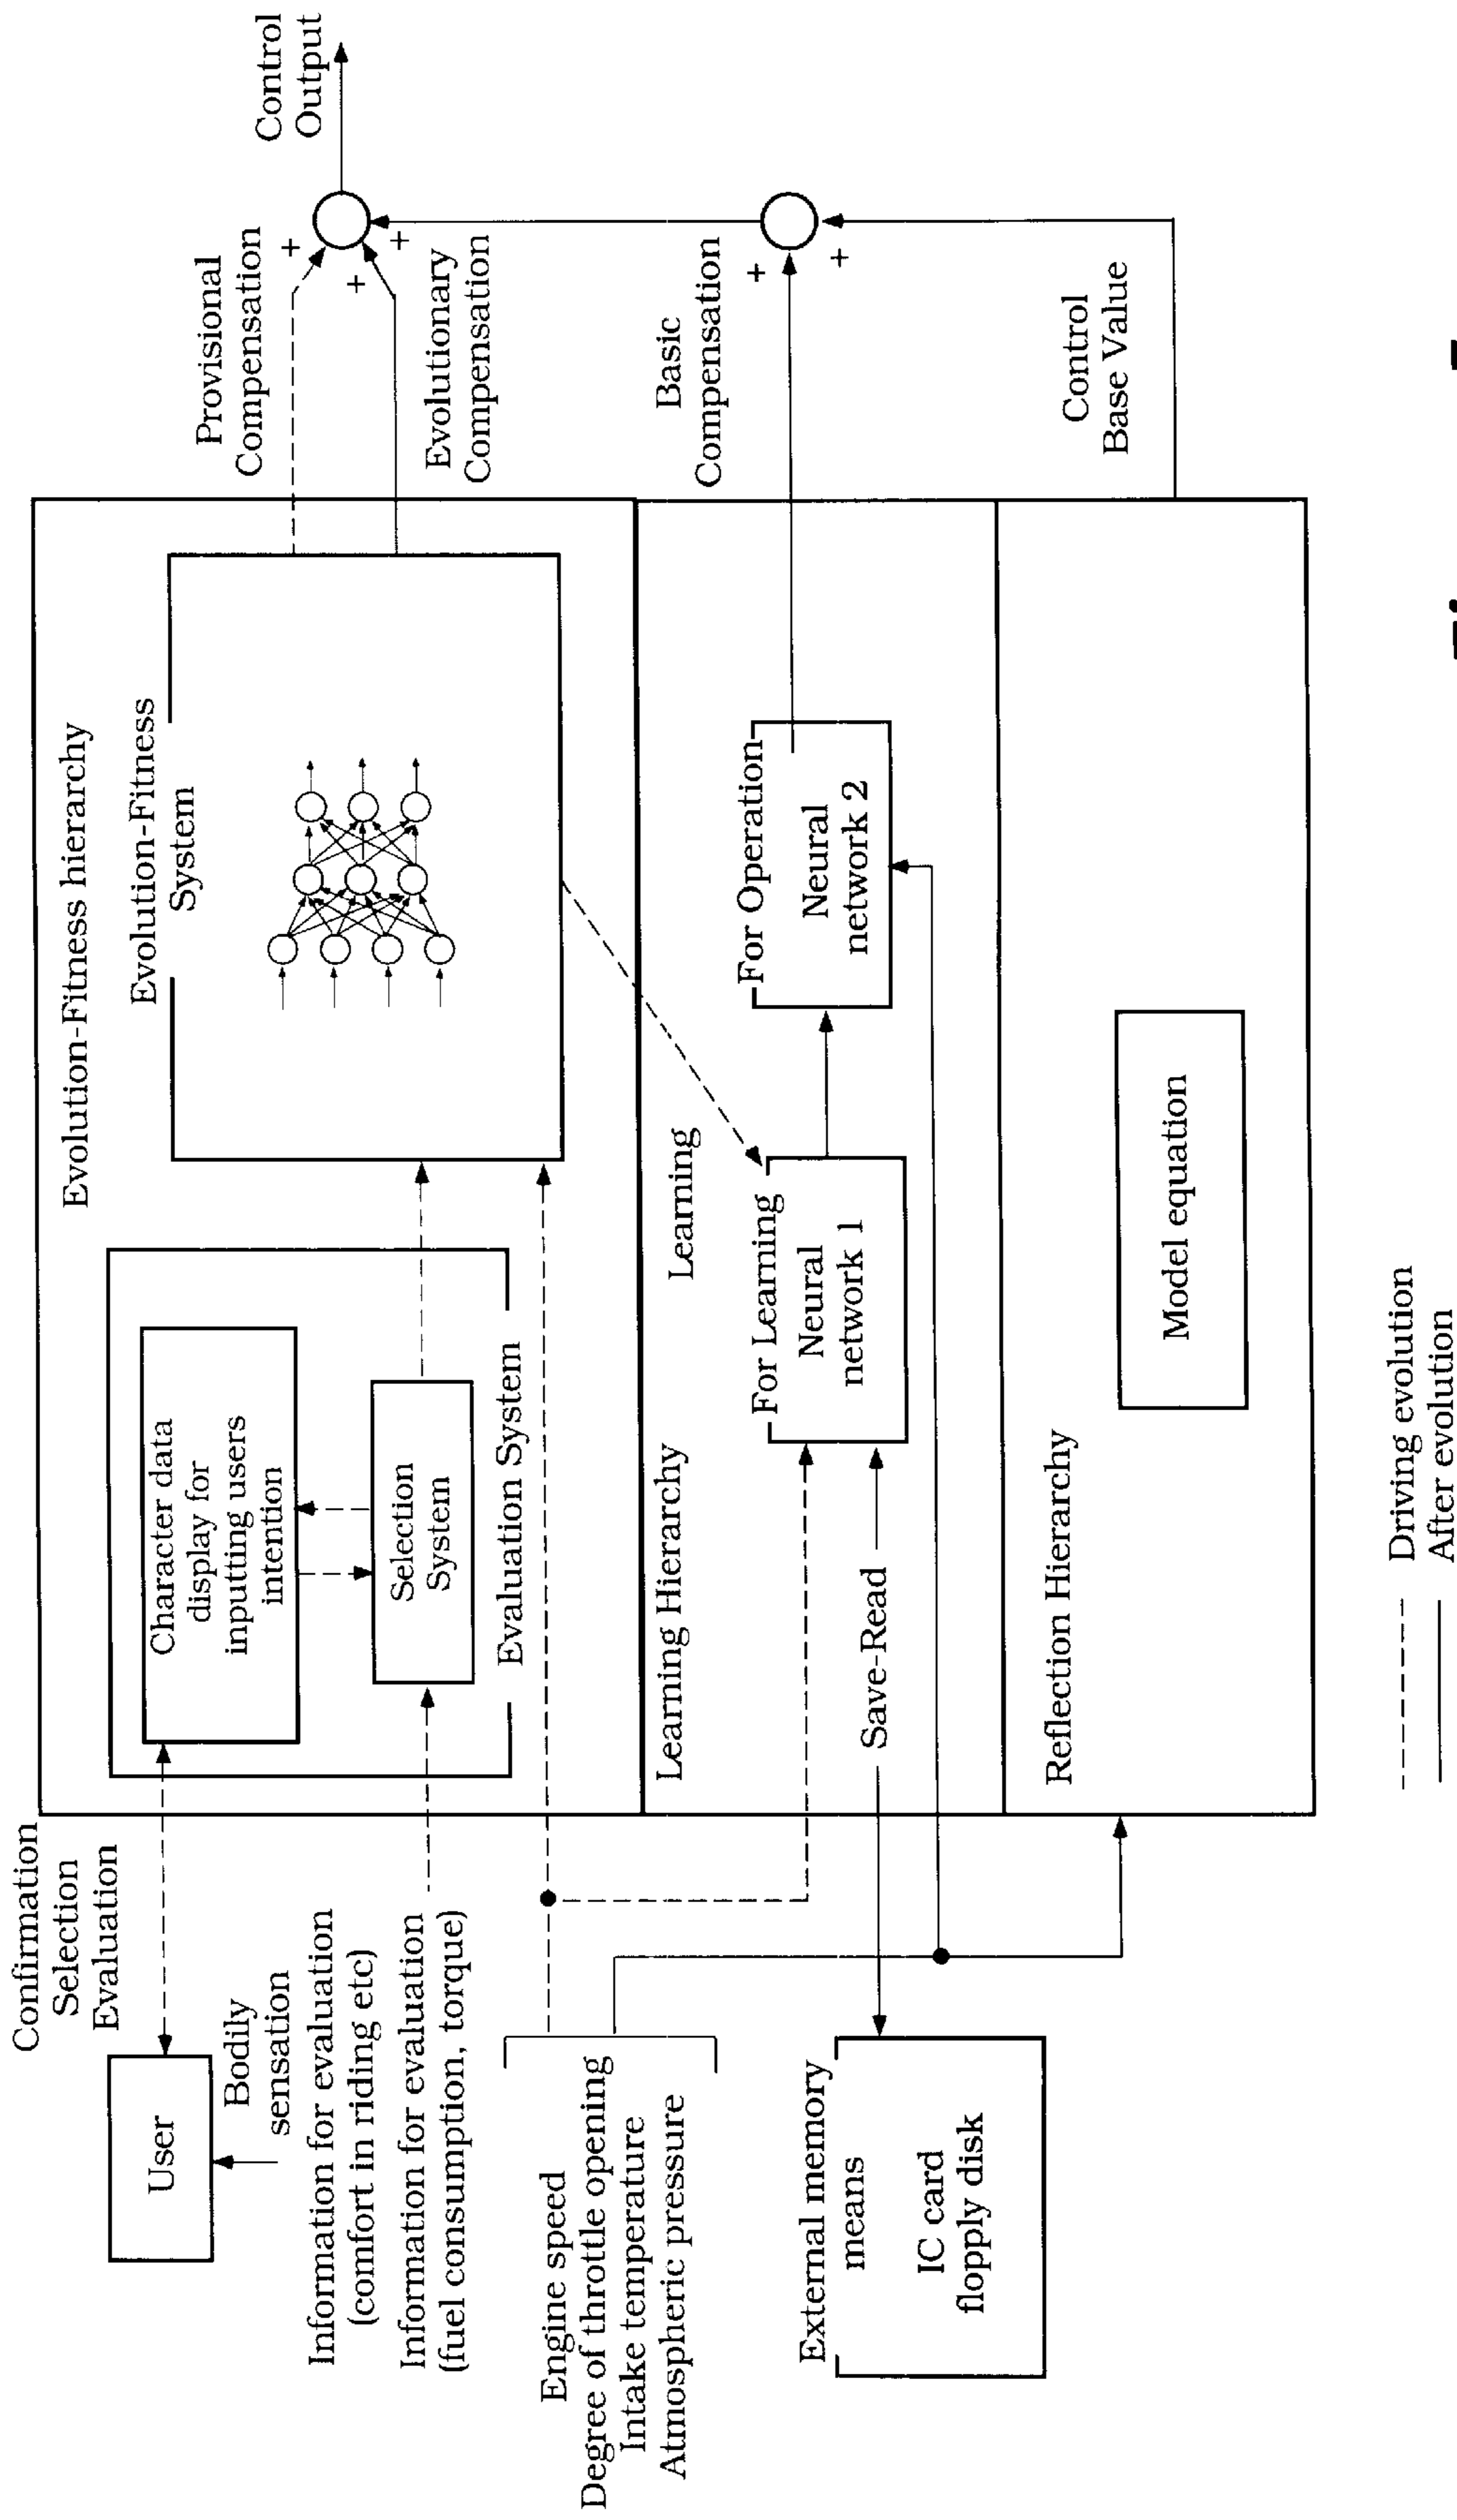 Confirmation
Selection
Evaluation
User
Bodily
sensation
Information for evaluation
(comfort in riding etc)
Information for evaluation
(fuel consumption, torque)
Engine speed
Degree of throttle opening
Intake temperature
Atmospheric pressure
External memory
means
IC card
flopply disk
Evolution-Fitness hierarchy
Character data
display for
inputing users
intention
Selection
System
Evaluation System
Evolution-Fitness
System
Learning Hierarchy
Learning
Save-Read
For Learning
Neural
network 1
For Operation
Neural
network 2
Reflection Hierarchy
Model equation
Provisional
Compensation
+
+
+
Evolutionary
Compensation
Control
Output
Basic
Compensation
+
+
Control
Base Value
Driving evolution
After evolution